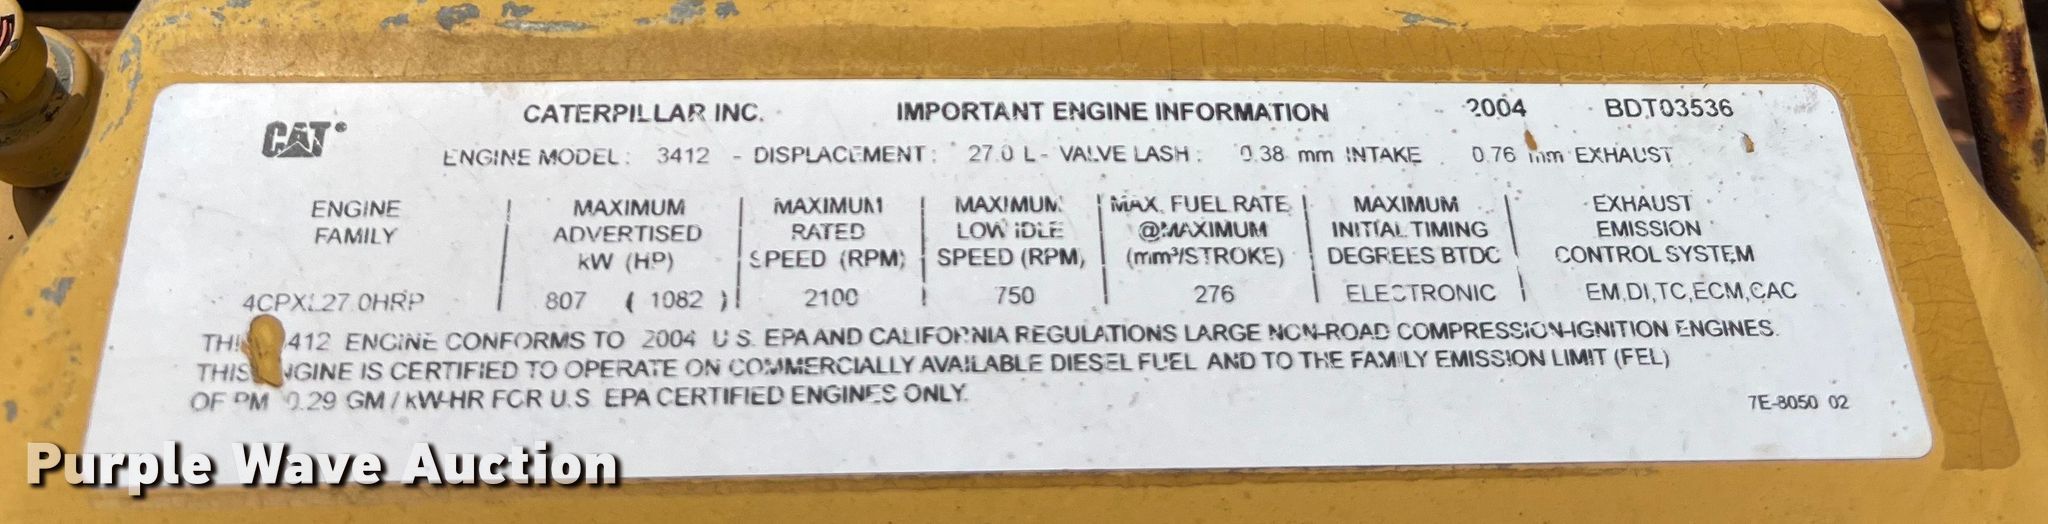 CATERPILLAR INC. IMPORTANT ENGINE INFORMATION 2004 BDT03536
CAT
ENGINE MODEL: 3412 - DISPLACEMENT: 27.0 L - VALVE LASH: 0.38 mm INTAKE 0.76 mm EXHAUST
ENGINE FAMILY
MAXIMUM ADVERTISED kW (HP)
MAXIMUM RATED SPEED (RPM)
MAXIMUM LOW IDLE SPEED (RPM)
MAX. FUEL RATE @MAXIMUM (mm³/STROKE)
MAXIMUM INITIAL TIMING DEGREES BTDC
EXHAUST EMISSION CONTROL SYSTEM
4CPXL27.0HRP 807 (1082) 2100 750 276 ELECTRONIC EM,DI,TC,ECM,CAC
THIS 3412 ENGINE CONFORMS TO 2004 U.S. EPA AND CALIFORNIA REGULATIONS LARGE NON-ROAD COMPRESSION-IGNITION ENGINES.
THIS ENGINE IS CERTIFIED TO OPERATE ON COMMERCIALLY AVAILABLE DIESEL FUEL AND TO THE FAMILY EMISSION LIMIT (FEL)
OF PM 0.29 GM / kW-HR FOR U.S. EPA CERTIFIED ENGINES ONLY.
7E-8050 02
Purple Wave Auction